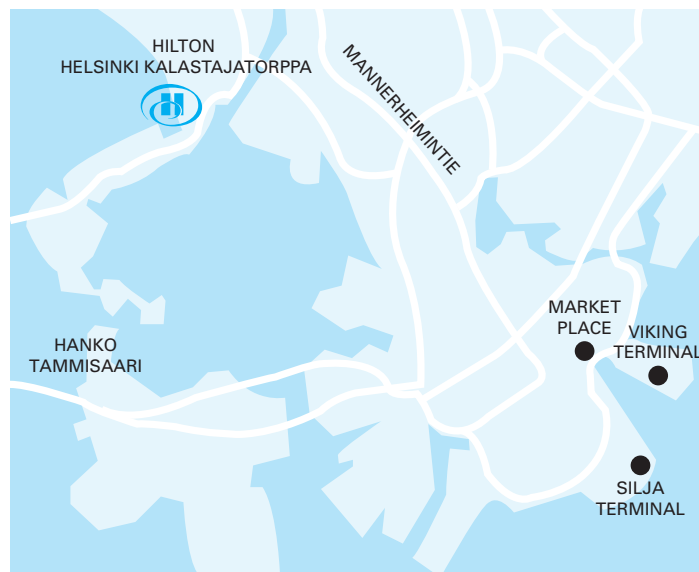 HILTON
HELSINKI KALASTAJATORPPA
H
MANNERHEIMINTIE
MARKET
PLACE
VIKING
TERMINAL
HANKO
TAMMISAARI
SILJA
TERMINAL